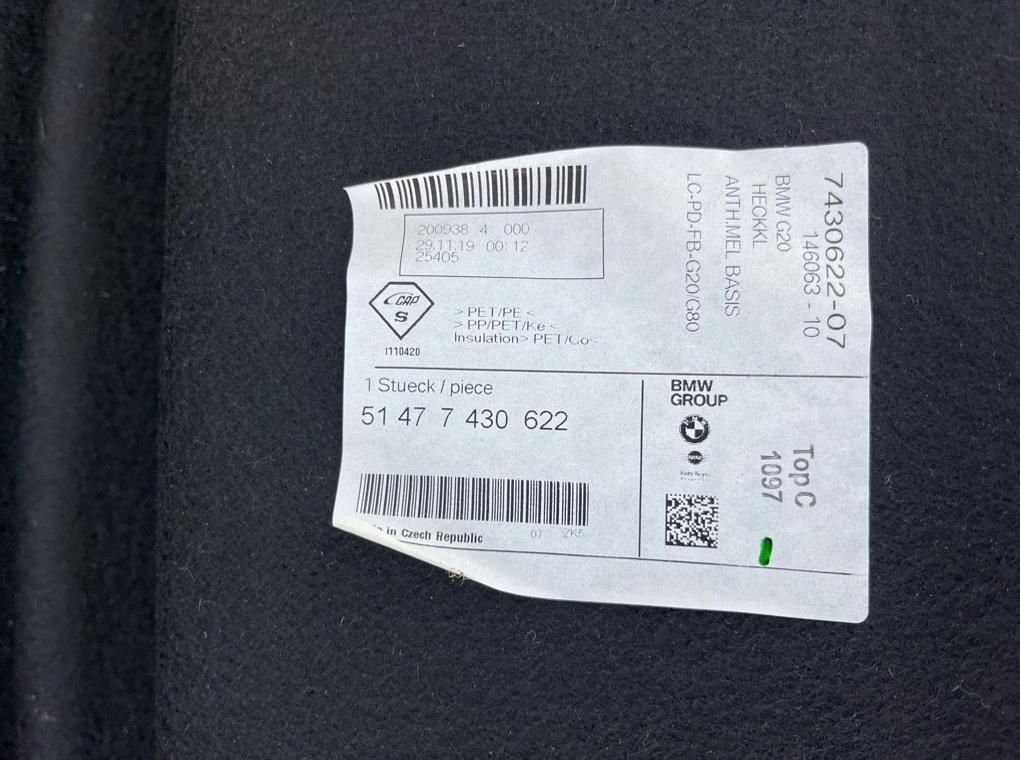 200938 4 000
29.11.19 00:12
25405
CAP
S
I110420
> PET/PE <
> PP/PET/Ke <
Insulation> PET/Co<
1 Stueck / piece
51 47 7 430 622
in Czech Republic
07 ZK5
7430622-07
146063 - 10
BMW G20
HECKKL
ANTH.MEL BASIS
LC-PD-FB-G20/G80
BMW
GROUP
Top C
1097